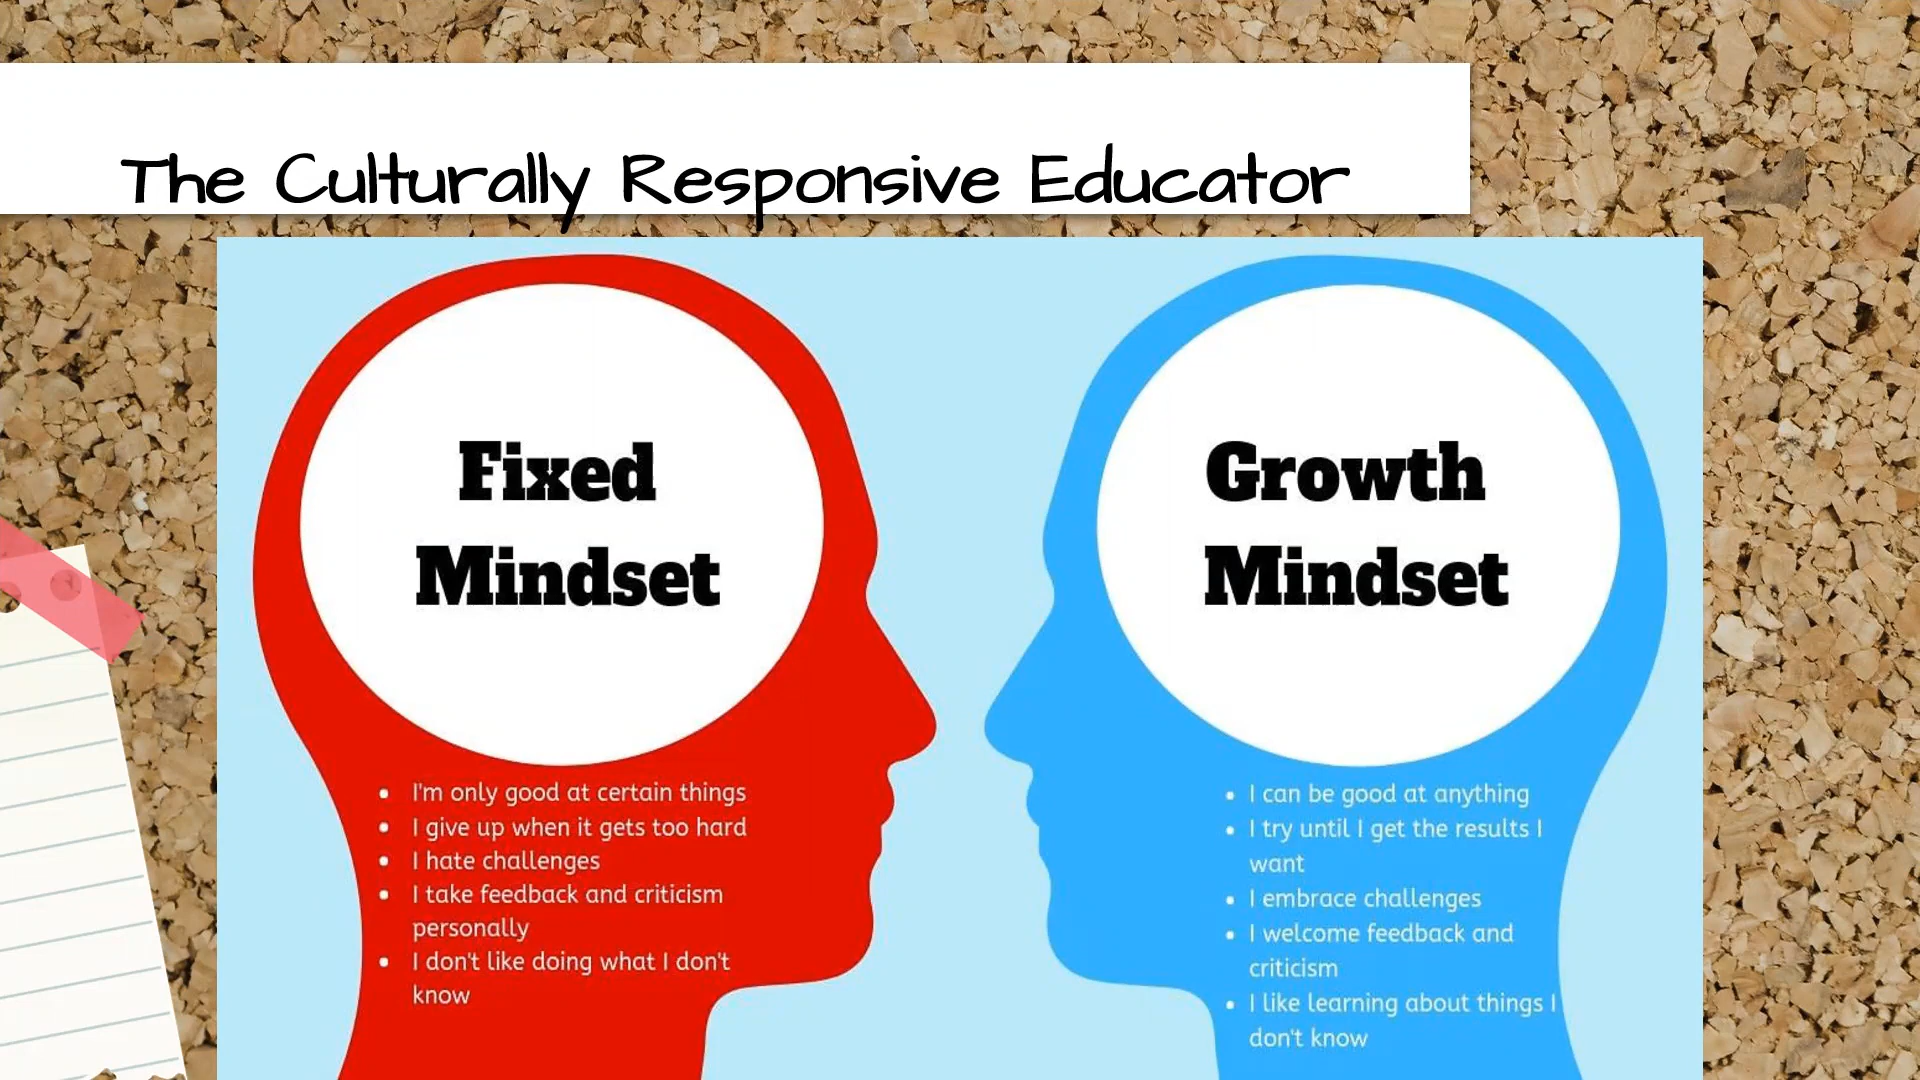 The Culturally Responsive Educator
Fixed
Mindset
• I'm only good at certain things
• I give up when it gets too hard
• I hate challenges
• I take feedback and criticism
personally
• I don't like doing what I don't
know
Growth
Mindset
• I can be good at anything
• I try until I get the results I
want
• I embrace challenges
• I welcome feedback and
criticism
• I like learning about things I
don't know